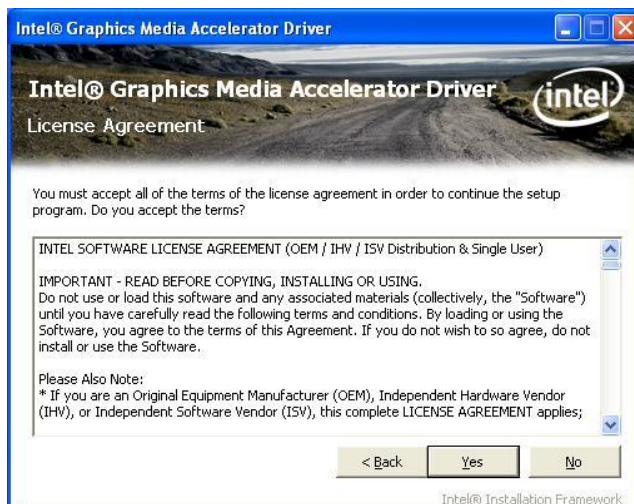 Intel® Graphics Media Accelerator Driver
Intel® Graphics Media Accelerator Driver
intel
License Agreement
You must accept all of the terms of the license agreement in order to continue the setup
program. Do you accept the terms?
INTEL SOFTWARE LICENSE AGREEMENT (OEM / IHV / ISV Distribution & Single User)
IMPORTANT - READ BEFORE COPYING, INSTALLING OR USING.
Do not use or load this software and any associated materials (collectively, the "Software")
until you have carefully read the following terms and conditions. By loading or using the
Software, you agree to the terms of this Agreement. If you do not wish to so agree, do not
install or use the Software.
Please Also Note:
* If you are an Original Equipment Manufacturer (OEM), Independent Hardware Vendor
(IHV), or Independent Software Vendor (ISV), this complete LICENSE AGREEMENT applies;
< Back Yes No
Intel® Installation Framework